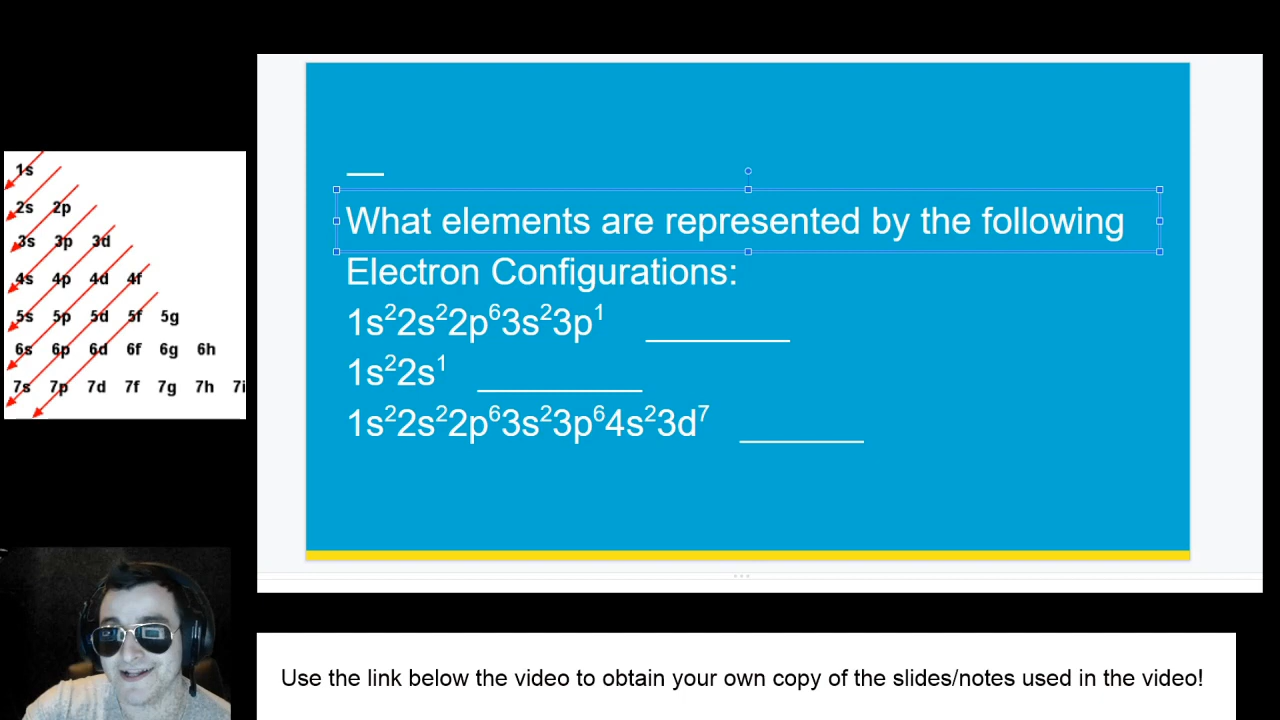 1s
2s 2p
3s 3p 3d
4s 4p 4d 4f
5s 5p 5d 5f 5g
6s 6p 6d 6f 6g 6h
7s 7p 7d 7f 7g 7h 7i
What elements are represented by the following
Electron Configurations:
1s²2s²2p⁶3s²3p¹ ________
1s²2s¹ _________
1s²2s²2p⁶3s²3p⁶4s²3d⁷ _______
Use the link below the video to obtain your own copy of the slides/notes used in the video!